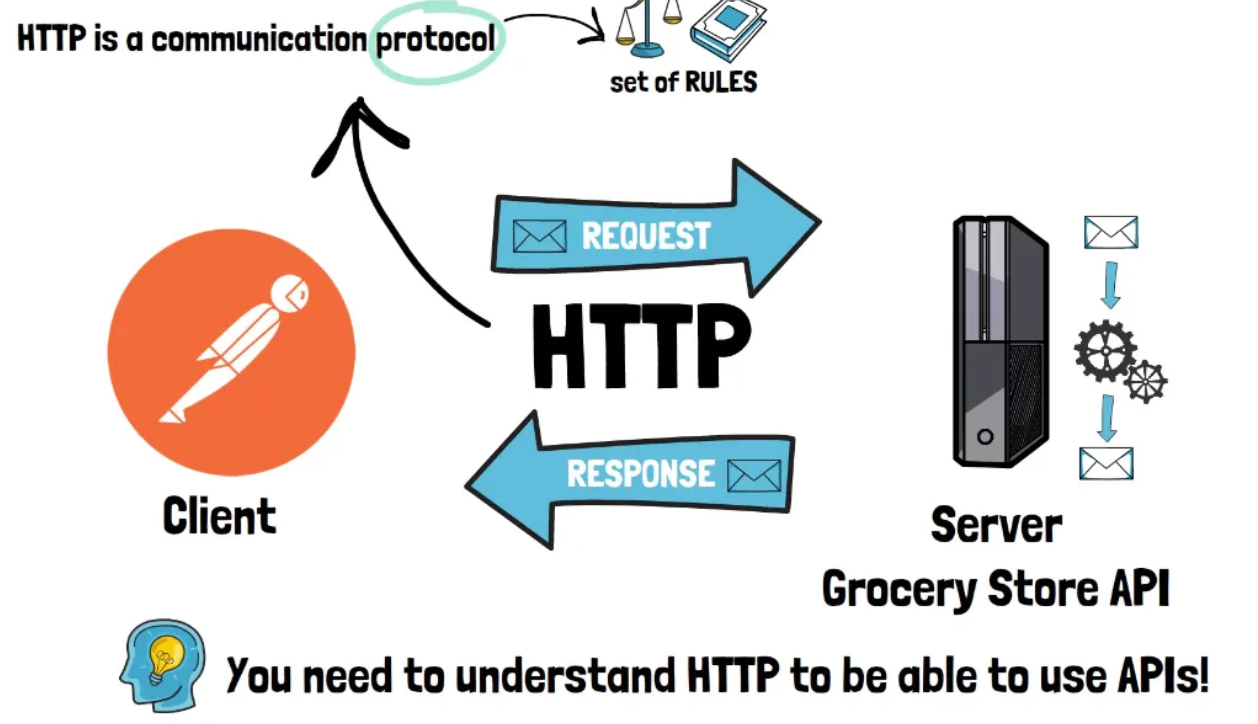 HTTP is a communication protocol
set of RULES
REQUEST
HTTP
RESPONSE
Client
Server
Grocery Store API
You need to understand HTTP to be able to use APIs!